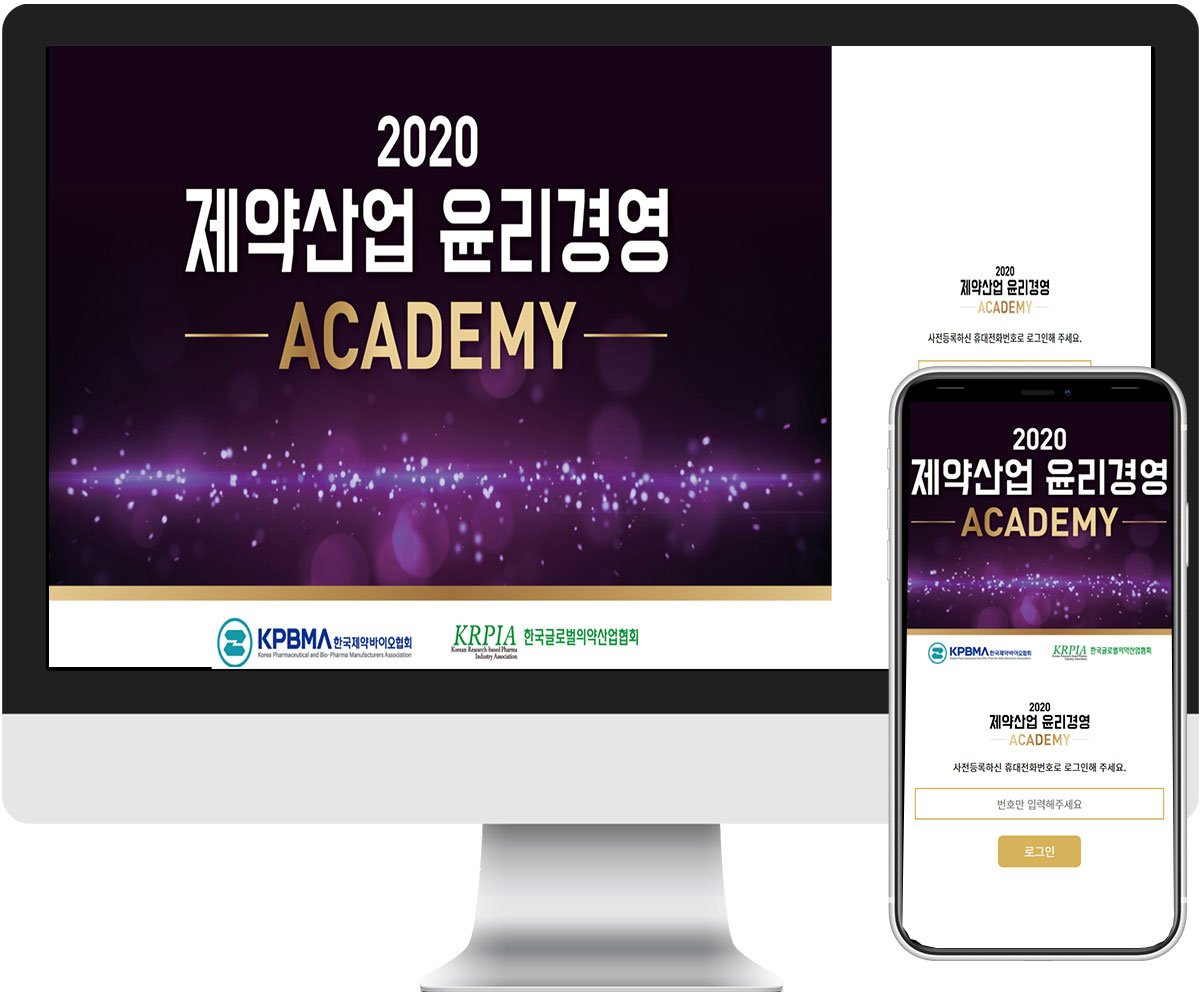 2020
제약산업 윤리경영
ACADEMY
KPBMA 한국제약바이오협회
Korea Pharmaceutical and Bio-Pharma Manufacturers Association
KRPIA 한국글로벌의약산업협회
Korean Research-based Pharma
Industry Association
2020
제약산업 윤리경영
ACADEMY
사전등록하신 휴대전화번호로 로그인해 주세요.
2020
제약산업 윤리경영
ACADEMY
KPBMA 한국제약바이오협회
Korea Pharmaceutical and Bio-Pharma Manufacturers Association
KRPIA 한국글로벌의약산업협회
Korean Research-based Pharma
Industry Association
2020
제약산업 윤리경영
ACADEMY
사전등록하신 휴대전화번호로 로그인해 주세요.
번호만 입력해주세요
로그인